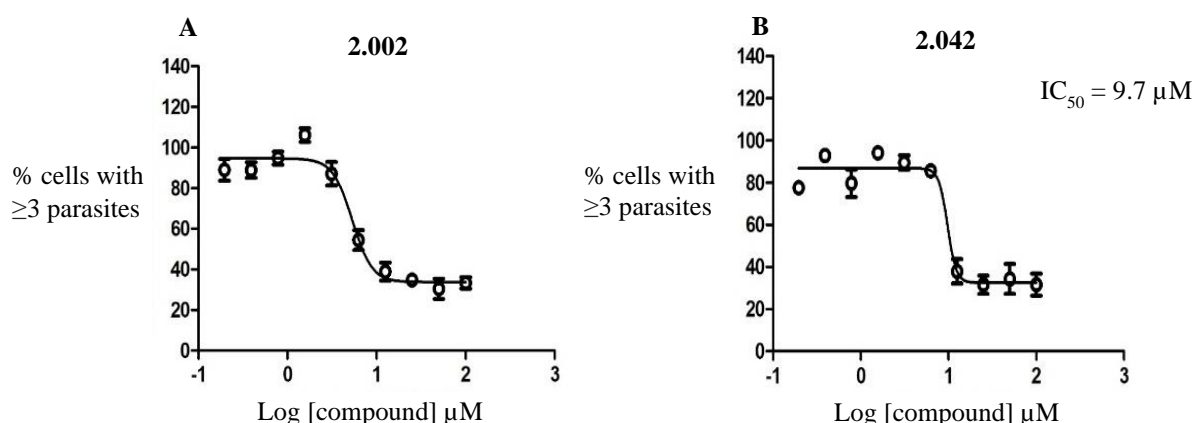 A
2.002
140
120
100
80
60
40
20
0
% cells with
≥3 parasites
-1 0 1 2 3
Log [compound] µM
B
2.042
IC50 = 9.7 µM
140
120
100
80
60
40
20
0
% cells with
≥3 parasites
-1 0 1 2 3
Log [compound] µM